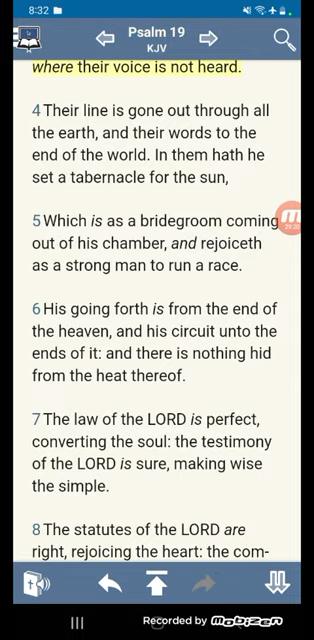 8:32
Psalm 19
KJV
where their voice is not heard.
4 Their line is gone out through all
the earth, and their words to the
end of the world. In them hath he
set a tabernacle for the sun,
5 Which is as a bridegroom coming
out of his chamber, and rejoiceth
as a strong man to run a race.
6 His going forth is from the end of
the heaven, and his circuit unto the
ends of it: and there is nothing hid
from the heat thereof.
7 The law of the LORD is perfect,
converting the soul: the testimony
of the LORD is sure, making wise
the simple.
8 The statutes of the LORD are
right, rejoicing the heart: the com-
Recorded by mobizen